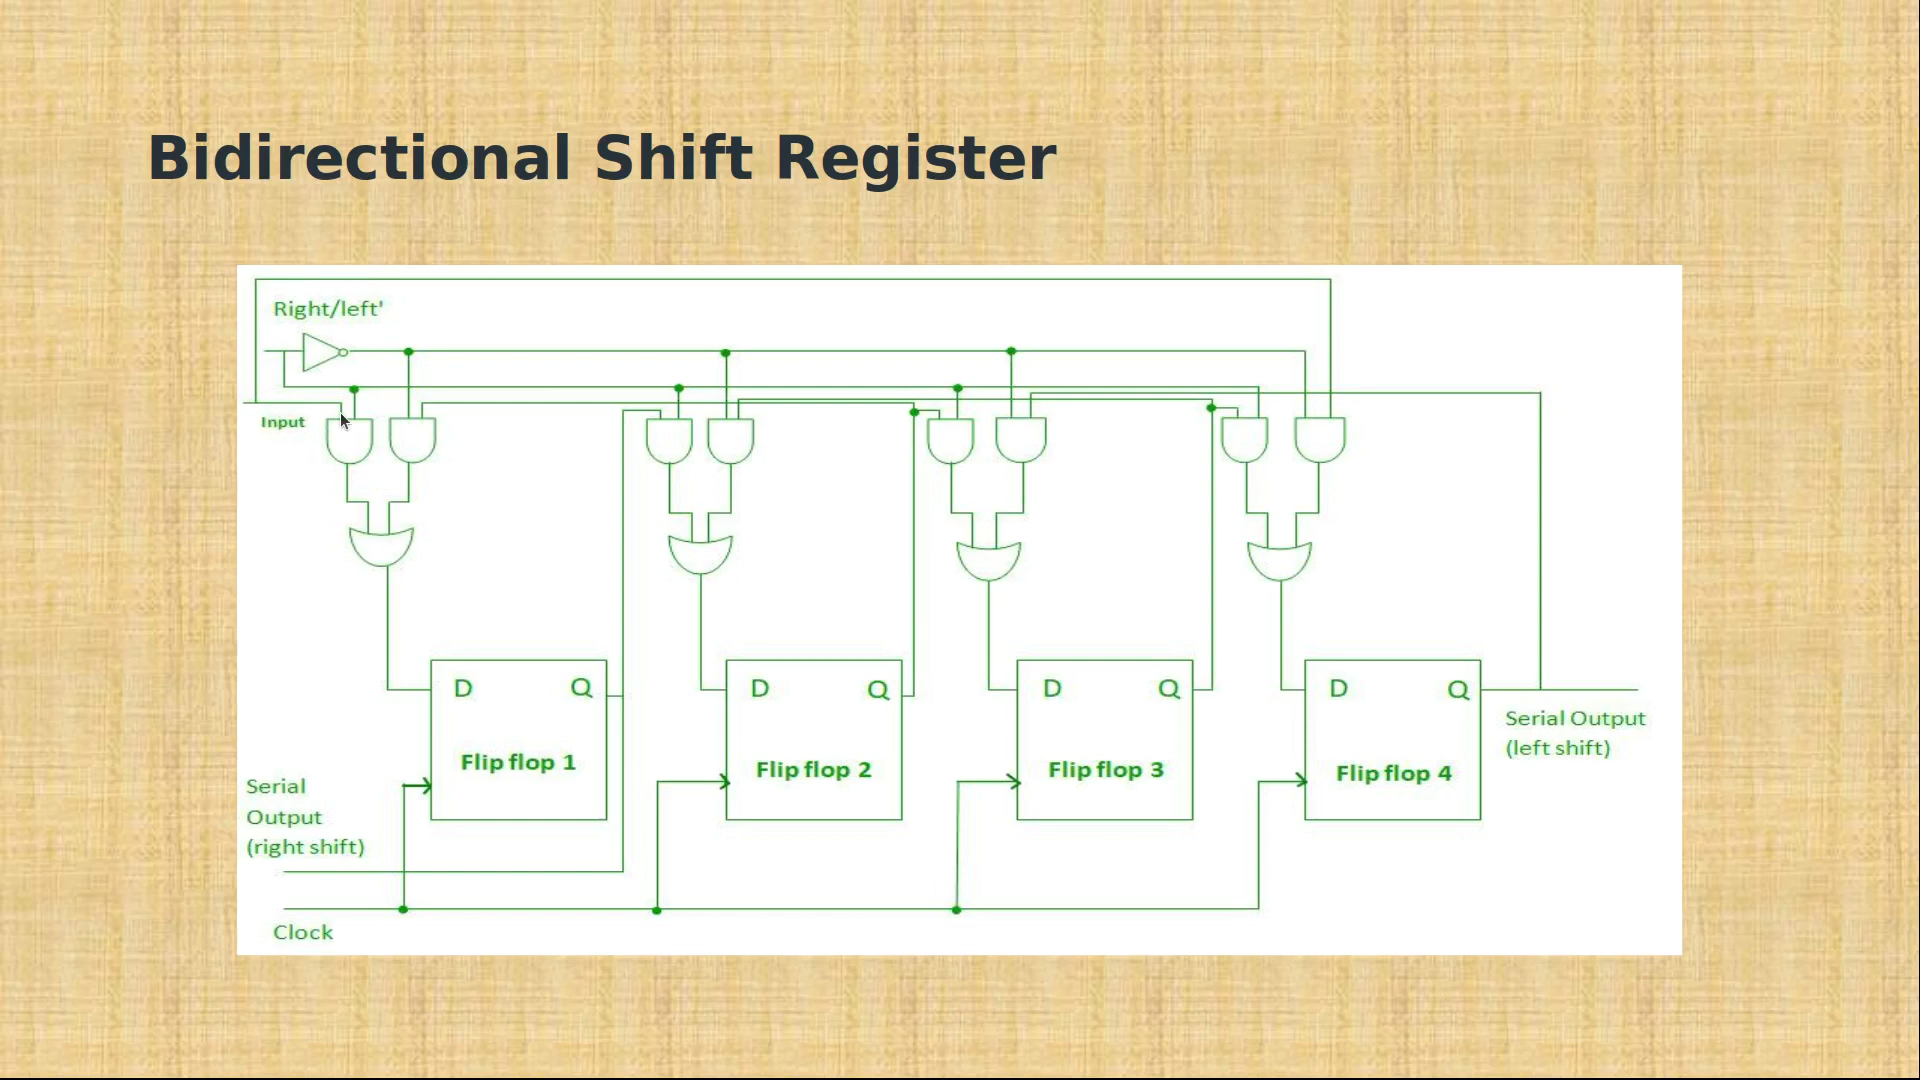 Bidirectional Shift Register
Right/left'
Input
D
Q
Flip flop 1
D
Q
Flip flop 2
D
Q
Flip flop 3
D
Q
Flip flop 4
Serial Output
(left shift)
Serial
Output
(right shift)
Clock